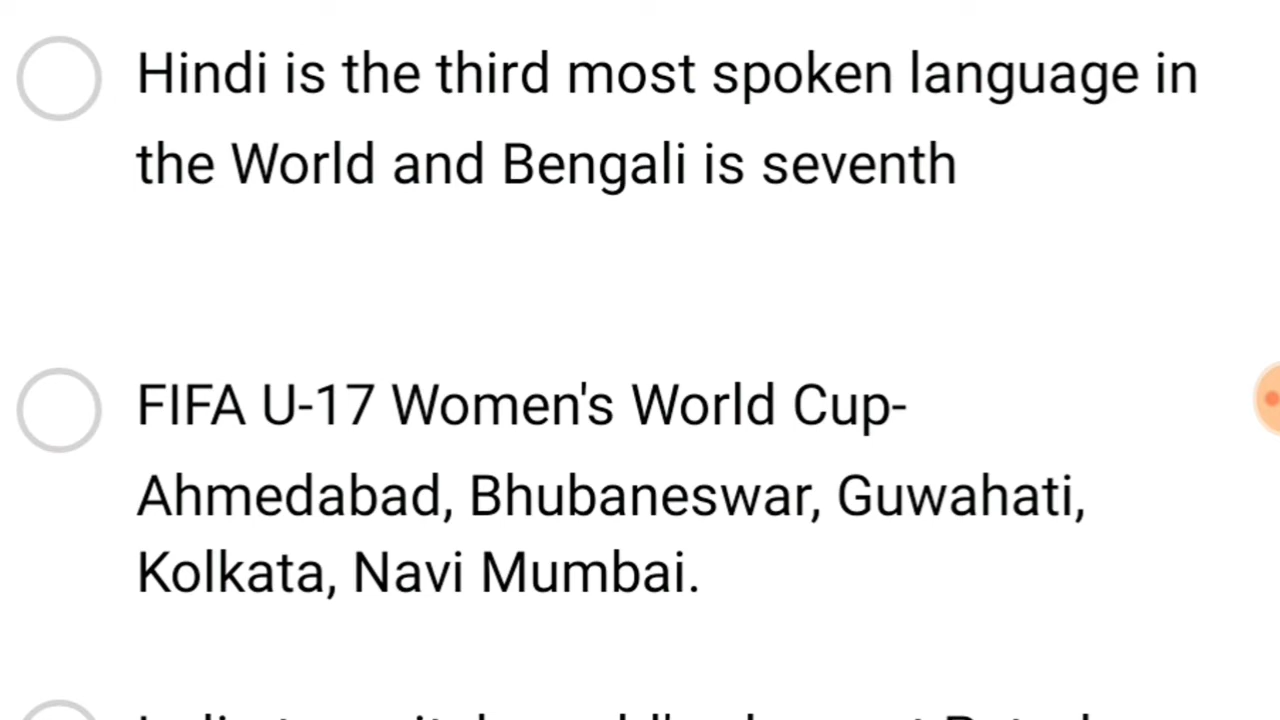 Hindi is the third most spoken language in
the World and Bengali is seventh
FIFA U-17 Women's World Cup-
Ahmedabad, Bhubaneswar, Guwahati,
Kolkata, Navi Mumbai.